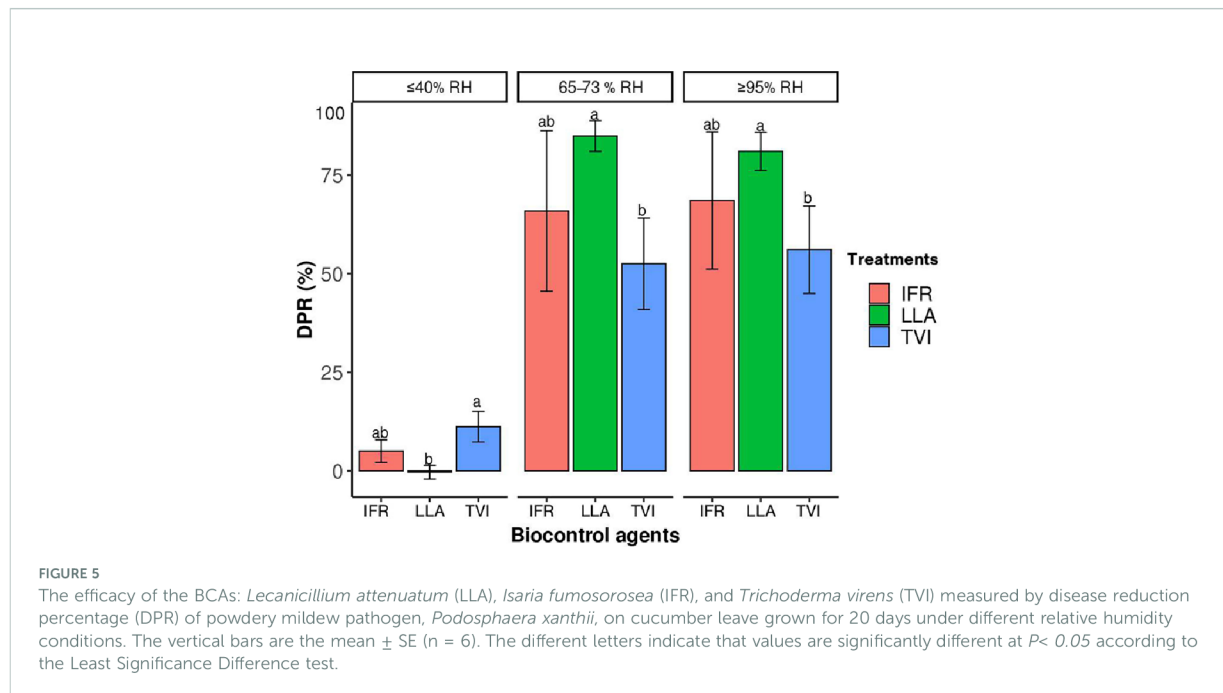 ≤40% RH
65–73 % RH
≥95% RH
100
75
50
25
0
DPR (%)
ab
b
a
ab
a
b
ab
a
b
IFR
LLA
TVI
IFR
LLA
TVI
IFR
LLA
TVI
Biocontrol agents
Treatments
IFR
LLA
TVI
FIGURE 5
The efficacy of the BCAs: Lecanicillium attenuatum (LLA), Isaria fumosorosea (IFR), and Trichoderma virens (TVI) measured by disease reduction
percentage (DPR) of powdery mildew pathogen, Podosphaera xanthii, on cucumber leave grown for 20 days under different relative humidity
conditions. The vertical bars are the mean ± SE (n = 6). The different letters indicate that values are significantly different at P< 0.05 according to
the Least Significance Difference test.